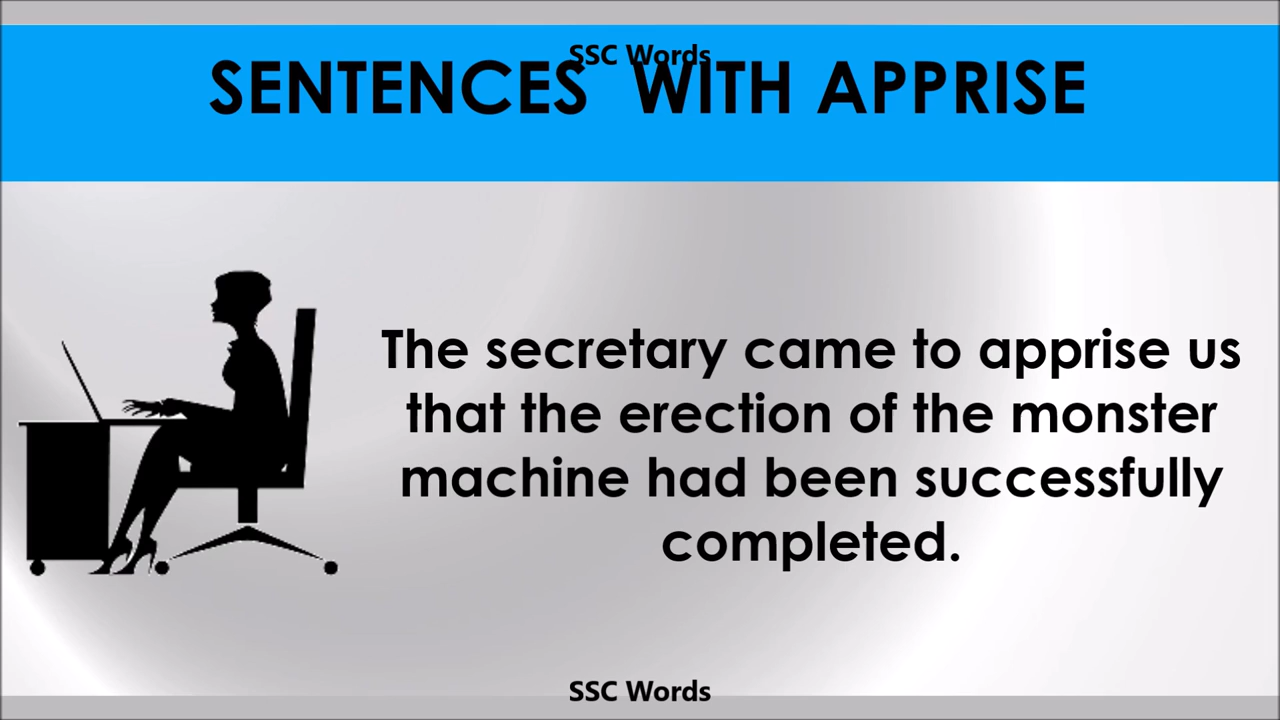 SSC Words
SENTENCES WITH APPRISE
The secretary came to apprise us
that the erection of the monster
machine had been successfully
completed.
SSC Words